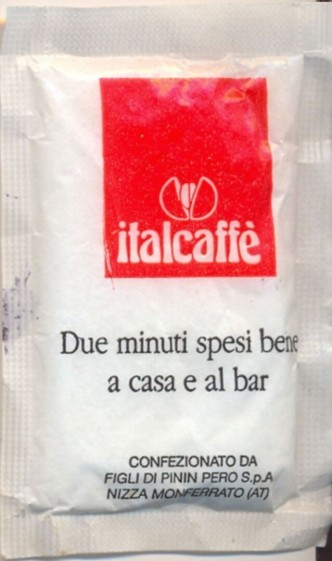 italcaffè
Due minuti spesi bene
a casa e al bar
CONFEZIONATO DA
FIGLI DI PININ PERO S.p.A
NIZZA MONFERRATO (AT)